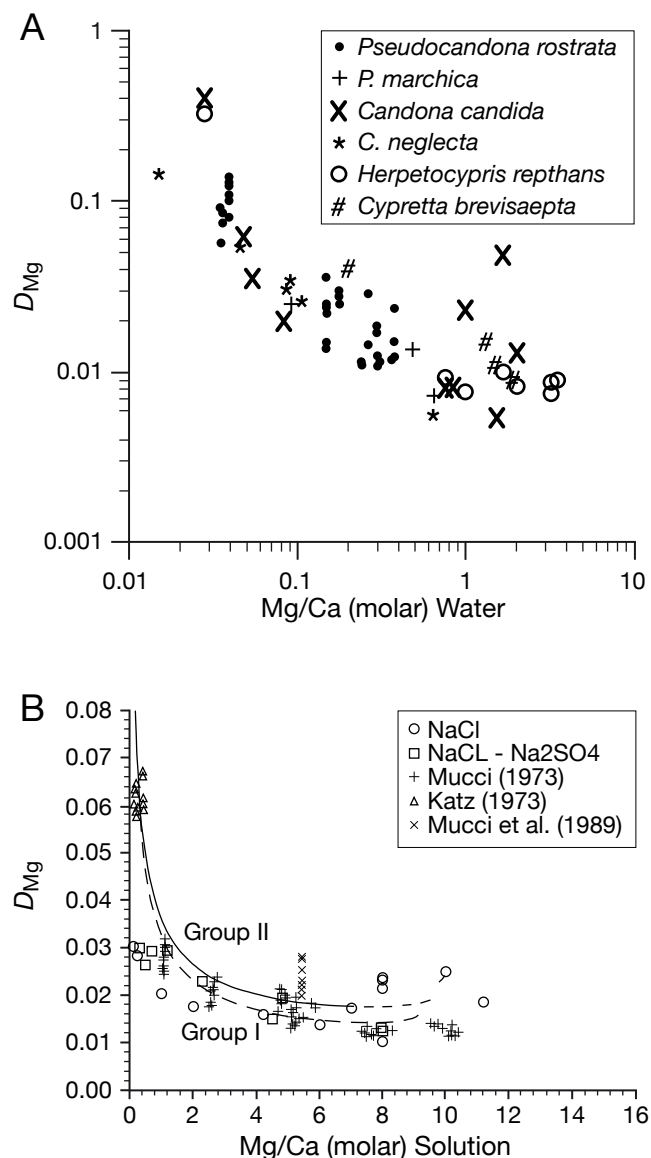 A
1
0.1
0.01
0.001
D Mg
Pseudocandona rostrata
P. marchica
Candona candida
C. neglecta
Herpetocypris repthans
# Cypretta brevisaepta
0.01
0.1
1
10
Mg/Ca (molar) Water
B
0.08
0.07
0.06
0.05
0.04
0.03
0.02
0.01
0.00
D Mg
NaCl
NaCL - Na2SO4
Mucci (1973)
Katz (1973)
Mucci et al. (1989)
Group II
Group I
0 2 4 6 8 10 12 14 16
Mg/Ca (molar) Solution